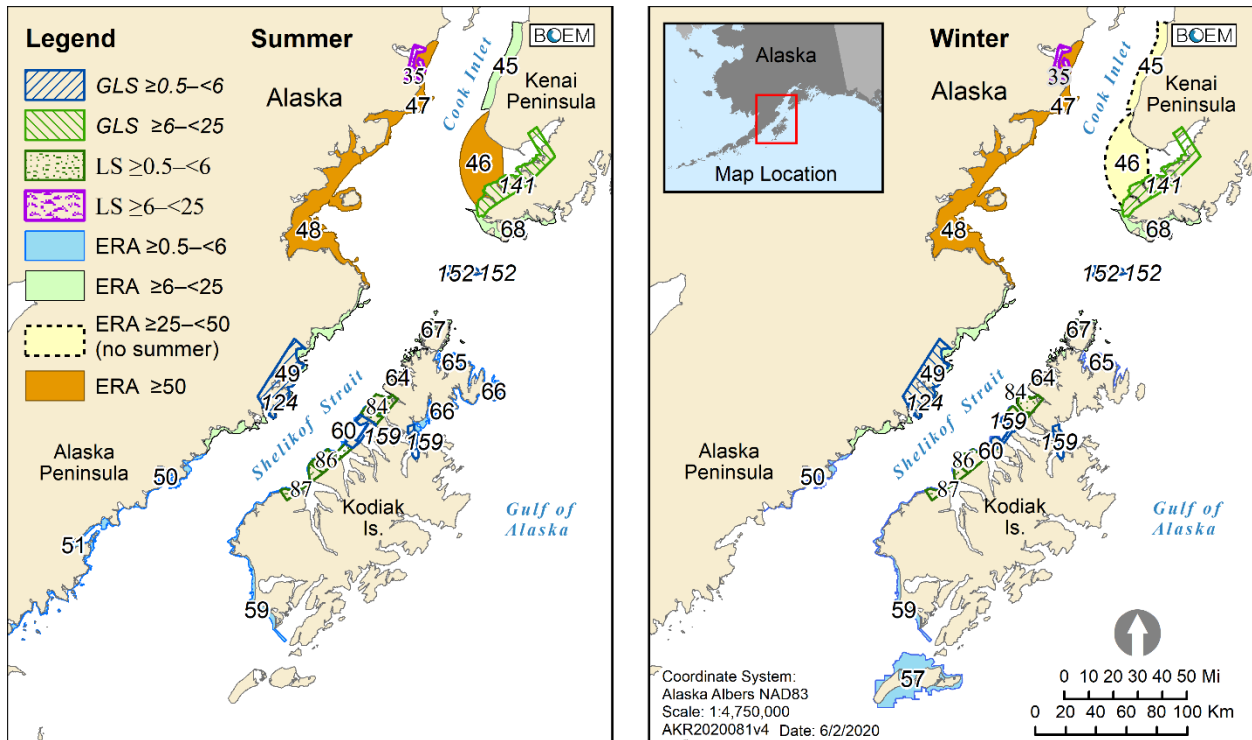 Legend
GLS ≥0.5–<6
GLS ≥6–<25
LS ≥0.5–<6
LS ≥6–<25
ERA ≥0.5–<6
ERA ≥6–<25
ERA ≥25–<50
(no summer)
ERA ≥50
Summer
BOEM
Alaska
Cook Inlet
Kenai
Peninsula
35
45
47
46
141
48
68
152 152
67
49
65
64
66
124
84
66
Shelikof Strait
60
159
159
86
Alaska
Peninsula
50
87
Kodiak
Is.
Gulf of
Alaska
51
59
Winter
BOEM
Alaska
Map Location
Alaska
Cook Inlet
Kenai
Peninsula
35
45
47
46
141
48
68
152 152
67
49
65
64
124
84
Shelikof Strait
159
159
60
86
Alaska
Peninsula
50
87
Kodiak
Is.
Gulf of
Alaska
59
57
Coordinate System:
Alaska Albers NAD83
Scale: 1:4,750,000
AKR2020081v4 Date: 6/2/2020
0 10 20 30 40 50 Mi
0 20 40 60 80 100 Km